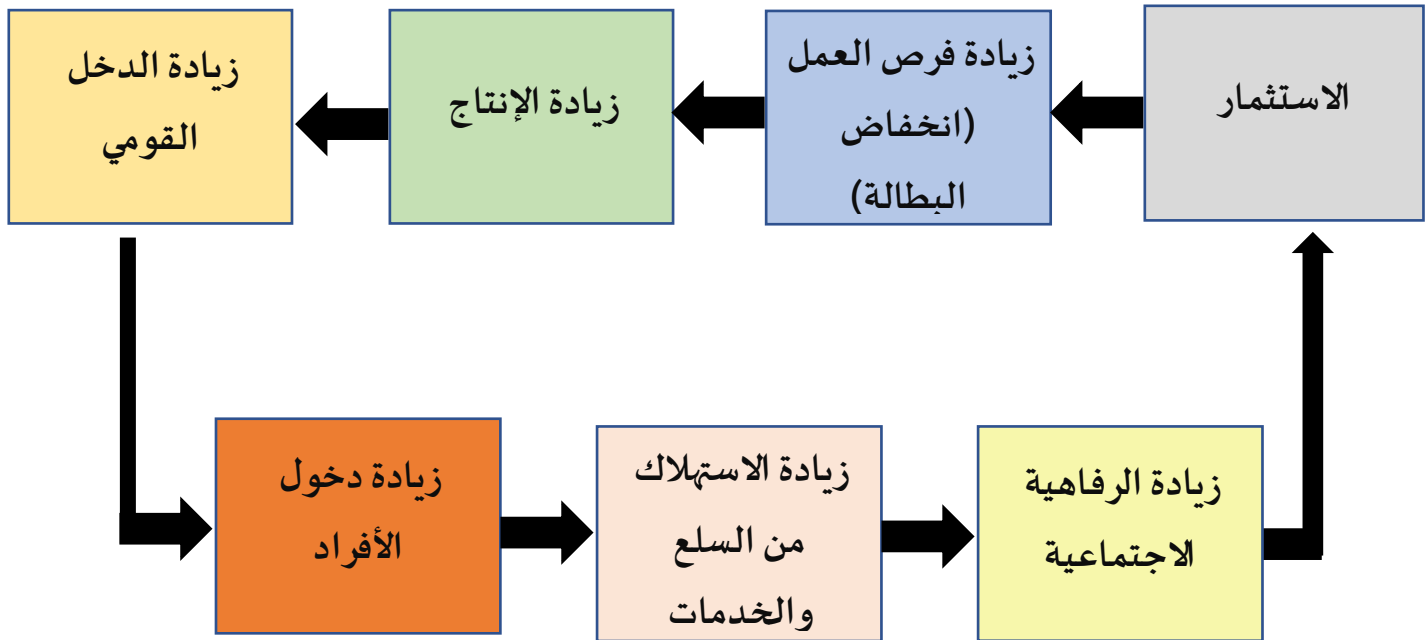 الاستثمار
زيادة فرص العمل
(انخفاض
البطالة)
زيادة الإنتاج
زيادة الدخل
القومي
زيادة دخول
الأفراد
زيادة الاستهلاك
من السلع
والخدمات
زيادة الرفاهية
الاجتماعية